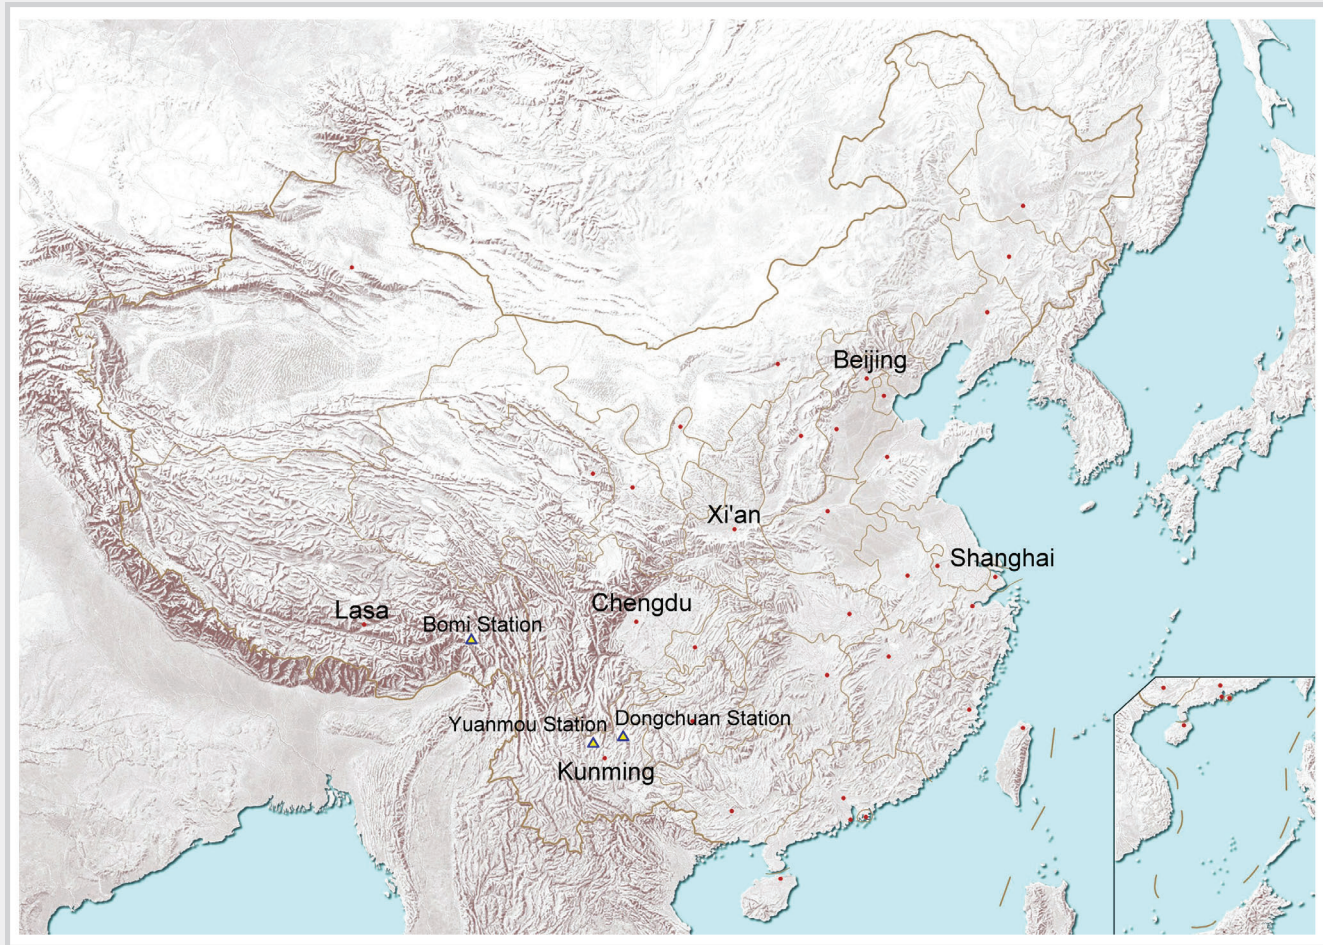 Beijing
Xi'an
Shanghai
Chengdu
Lasa
Bomi Station
Yuanmou Station
Dongchuan Station
Kunming